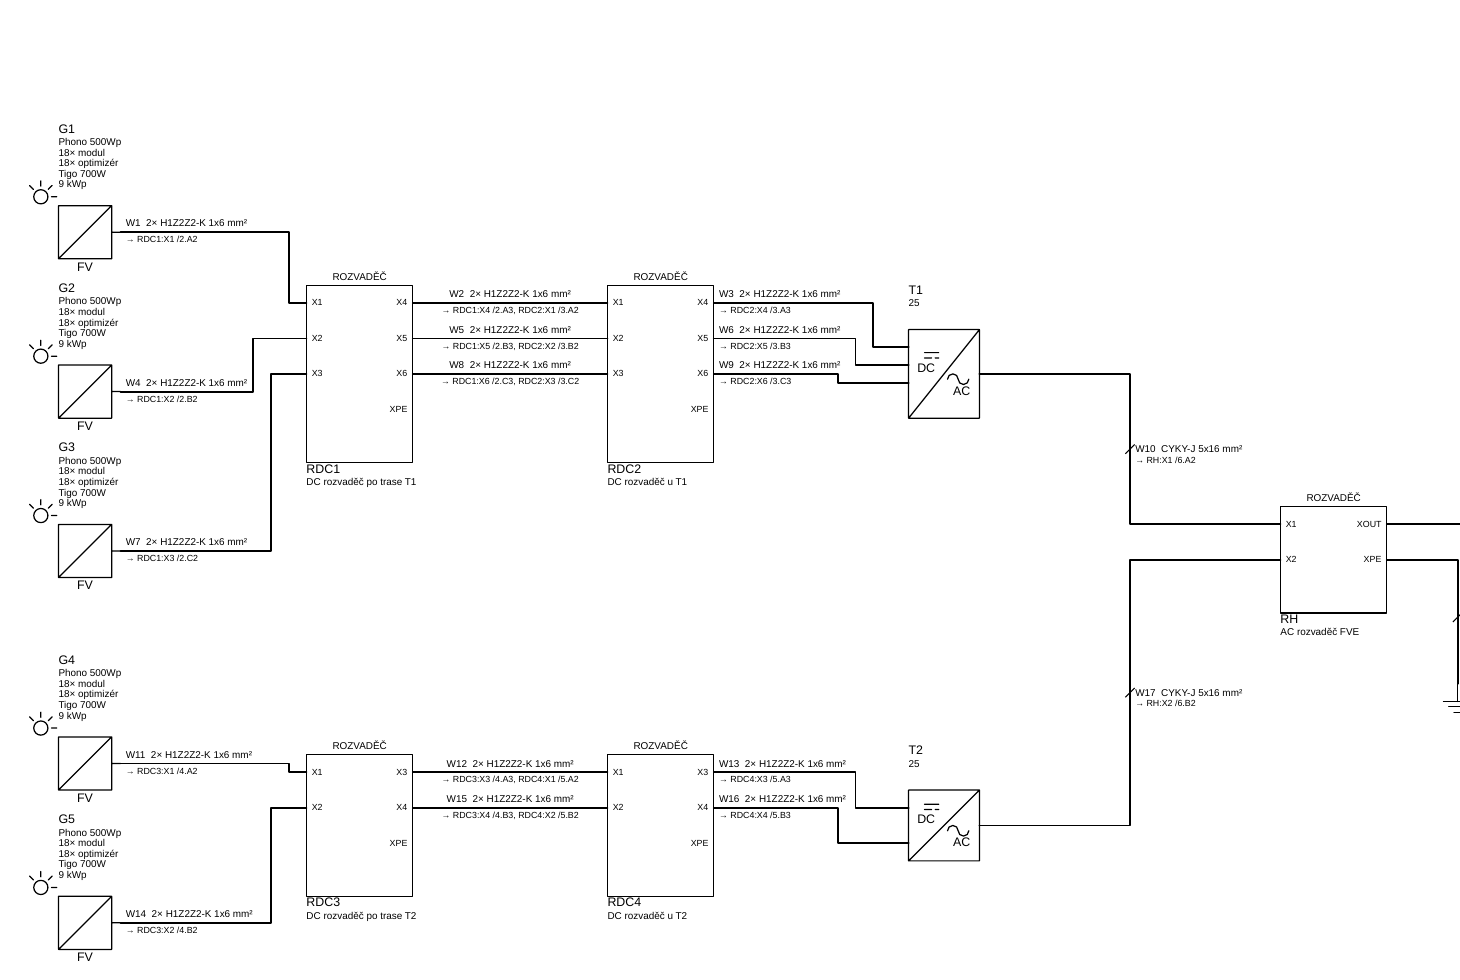 G1
Phono 500Wp
18× modul
18× optimizér
Tigo 700W
9 kWp
W1 2× H1Z2Z2-K 1x6 mm²
→ RDC1:X1 /2.A2
FV
G2
Phono 500Wp
18× modul
18× optimizér
Tigo 700W
9 kWp
W4 2× H1Z2Z2-K 1x6 mm²
→ RDC1:X2 /2.B2
FV
G3
Phono 500Wp
18× modul
18× optimizér
Tigo 700W
9 kWp
W7 2× H1Z2Z2-K 1x6 mm²
→ RDC1:X3 /2.C2
FV
ROZVADĚČ
X1 X4
X2 X5
X3 X6
XPE
RDC1
DC rozvaděč po trase T1
W2 2× H1Z2Z2-K 1x6 mm²
→ RDC1:X4 /2.A3, RDC2:X1 /3.A2
W5 2× H1Z2Z2-K 1x6 mm²
→ RDC1:X5 /2.B3, RDC2:X2 /3.B2
W8 2× H1Z2Z2-K 1x6 mm²
→ RDC1:X6 /2.C3, RDC2:X3 /3.C2
ROZVADĚČ
X1 X4
X2 X5
X3 X6
XPE
RDC2
DC rozvaděč u T1
W3 2× H1Z2Z2-K 1x6 mm²
→ RDC2:X4 /3.A3
W6 2× H1Z2Z2-K 1x6 mm²
→ RDC2:X5 /3.B3
W9 2× H1Z2Z2-K 1x6 mm²
→ RDC2:X6 /3.C3
T1
25
DC
AC
W10 CYKY-J 5x16 mm²
→ RH:X1 /6.A2
ROZVADĚČ
X1 XOUT
X2 XPE
RH
AC rozvaděč FVE
W17 CYKY-J 5x16 mm²
→ RH:X2 /6.B2
G4
Phono 500Wp
18× modul
18× optimizér
Tigo 700W
9 kWp
W11 2× H1Z2Z2-K 1x6 mm²
→ RDC3:X1 /4.A2
FV
G5
Phono 500Wp
18× modul
18× optimizér
Tigo 700W
9 kWp
W14 2× H1Z2Z2-K 1x6 mm²
→ RDC3:X2 /4.B2
FV
ROZVADĚČ
X1 X3
X2 X4
XPE
RDC3
DC rozvaděč po trase T2
W12 2× H1Z2Z2-K 1x6 mm²
→ RDC3:X3 /4.A3, RDC4:X1 /5.A2
W15 2× H1Z2Z2-K 1x6 mm²
→ RDC3:X4 /4.B3, RDC4:X2 /5.B2
ROZVADĚČ
X1 X3
X2 X4
XPE
RDC4
DC rozvaděč u T2
W13 2× H1Z2Z2-K 1x6 mm²
→ RDC4:X3 /5.A3
W16 2× H1Z2Z2-K 1x6 mm²
→ RDC4:X4 /5.B3
T2
25
DC
AC